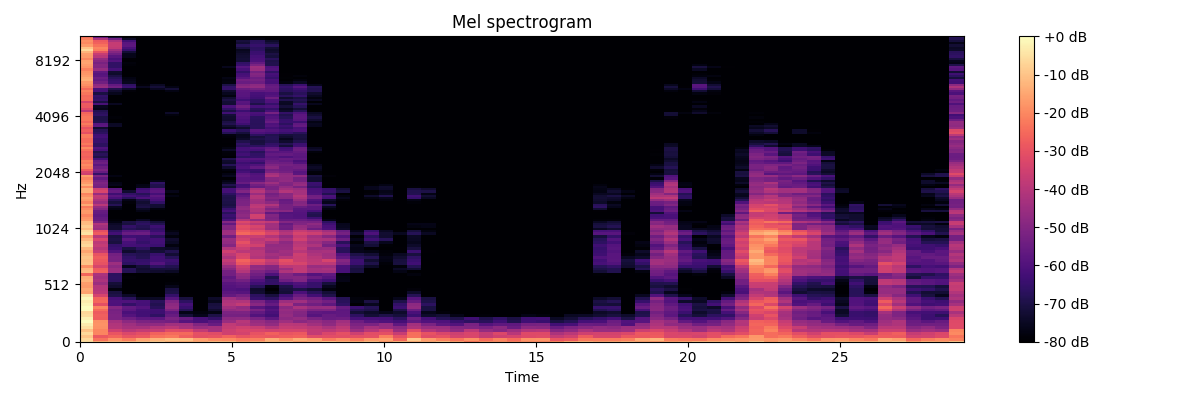 Mel spectrogram
8192
4096
2048
1024
512
0
Hz
0 5 10 15 20 25
Time
+0 dB
-10 dB
-20 dB
-30 dB
-40 dB
-50 dB
-60 dB
-70 dB
-80 dB